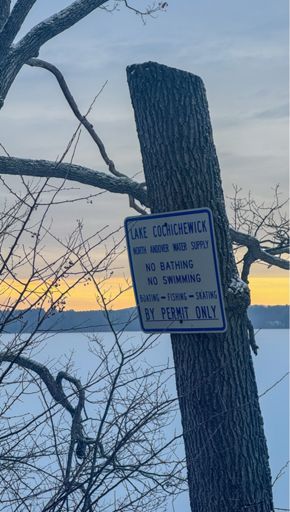 LAKE COCHICHEWICK
NORTH ANDOVER WATER SUPPLY
NO BATHING
NO SWIMMING
BOATING - FISHING - SKATING
BY PERMIT ONLY